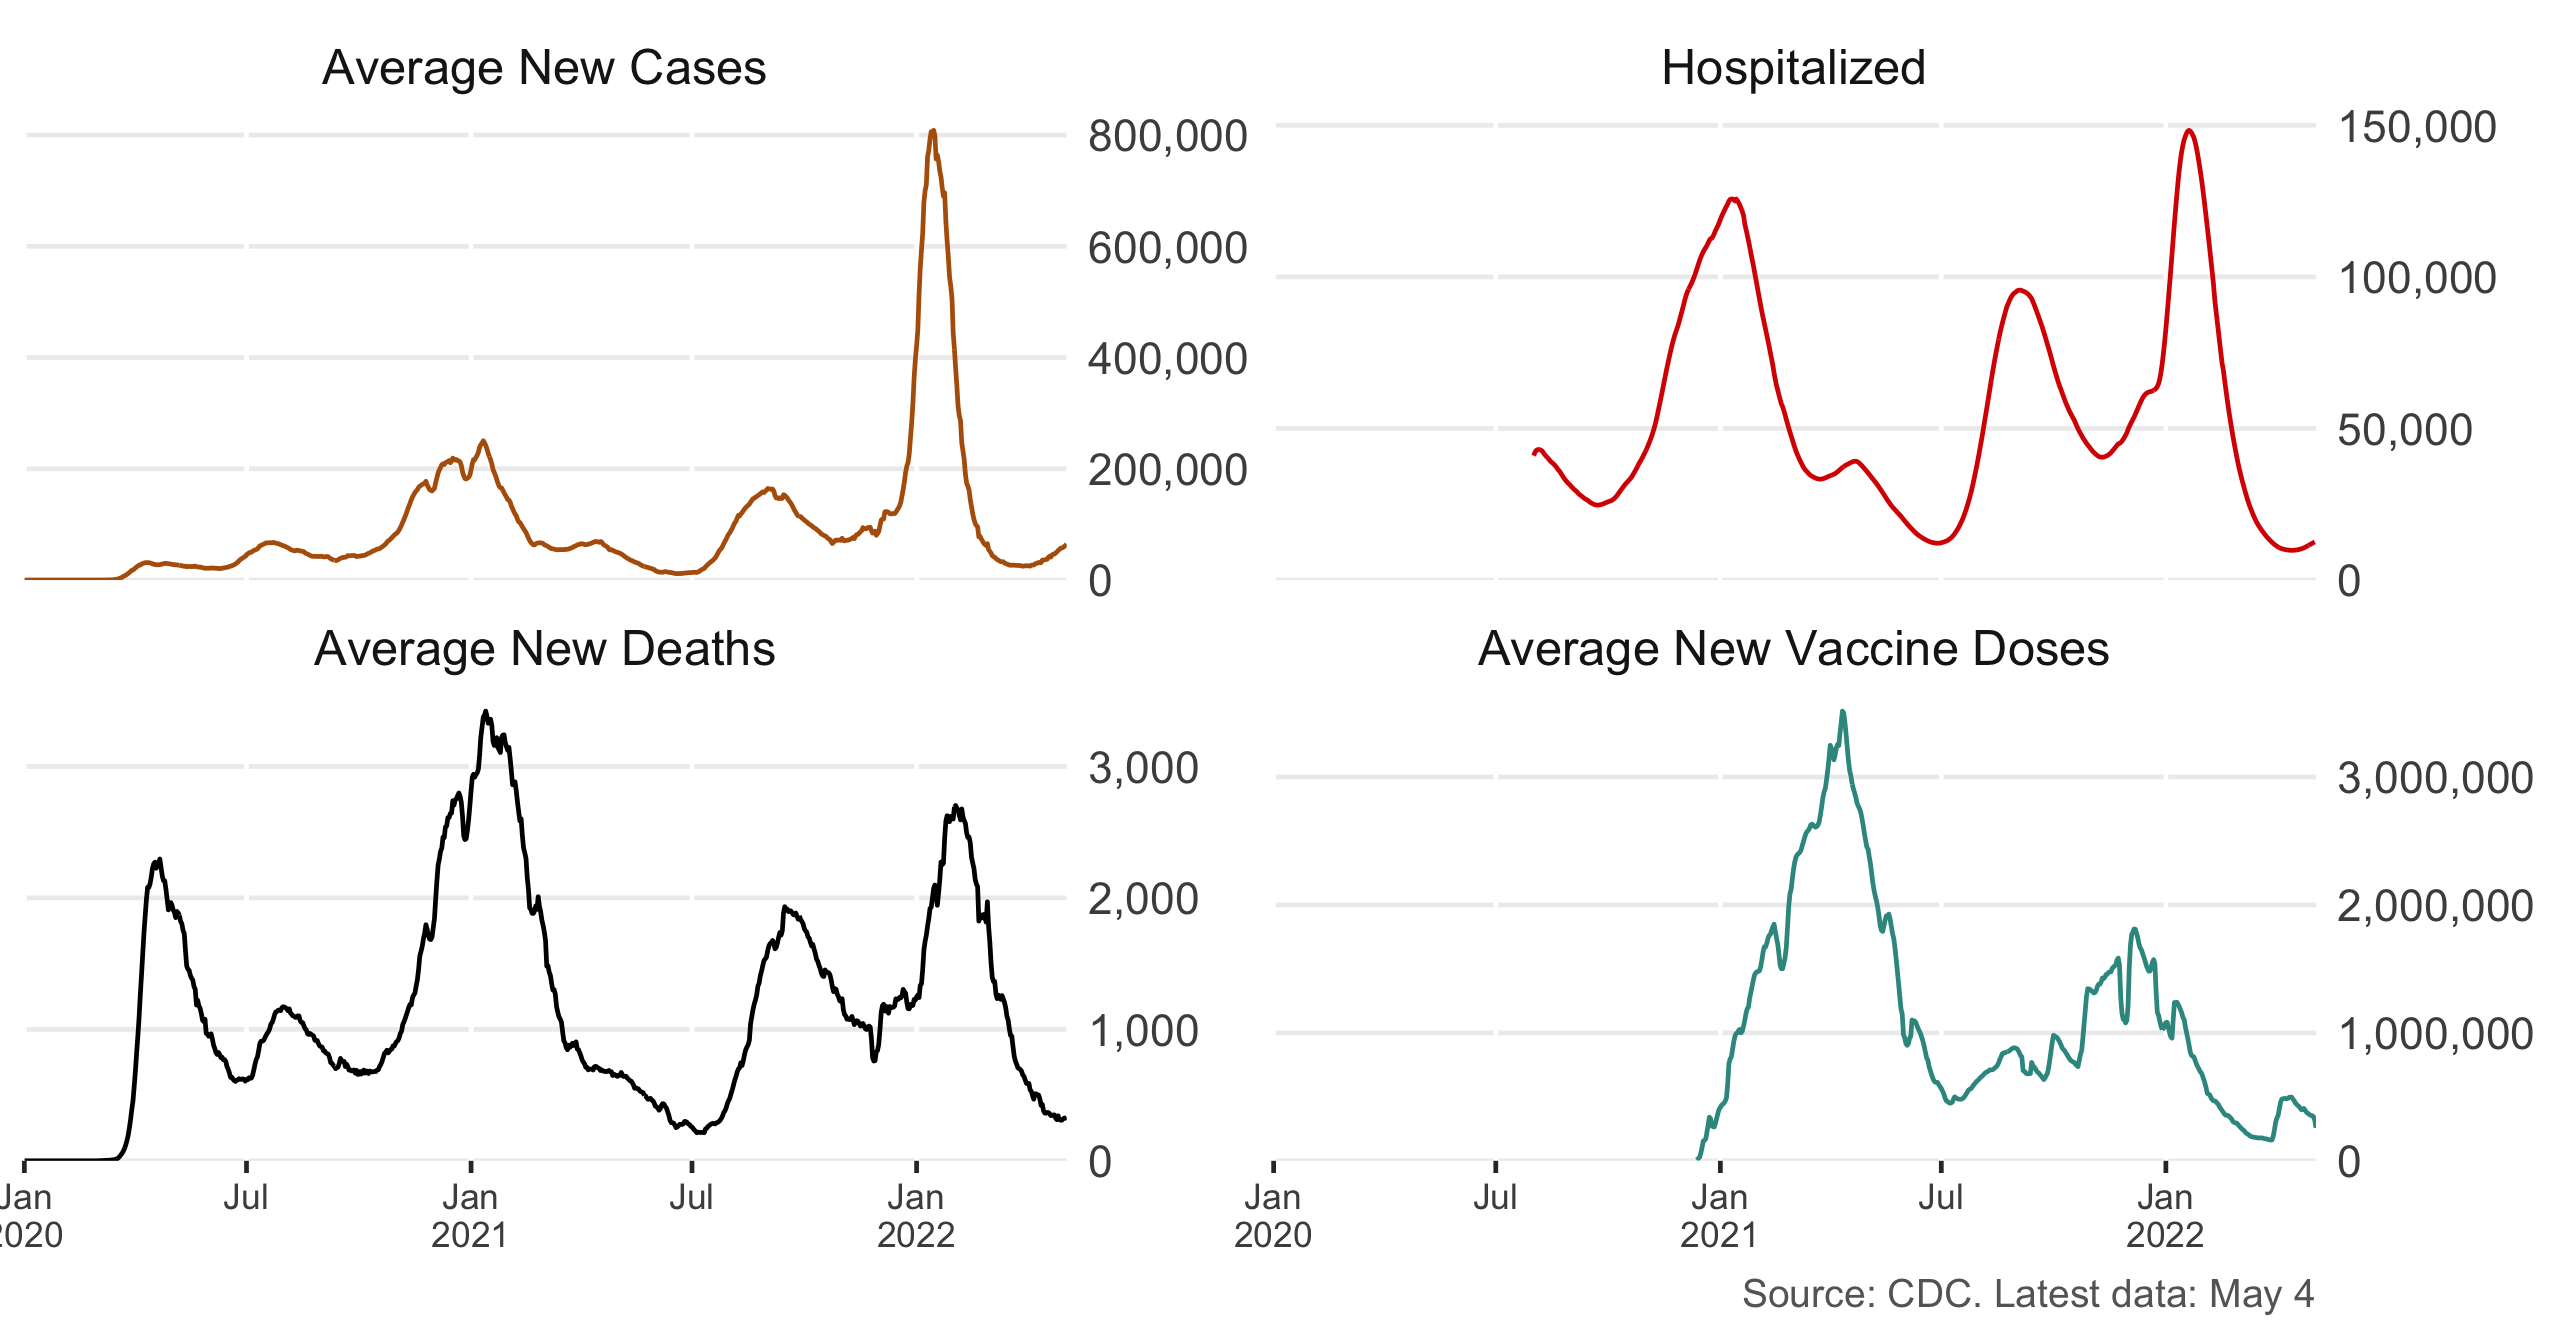 Average New Cases
800,000
600,000
400,000
200,000
0
Hospitalized
150,000
100,000
50,000
0
Average New Deaths
3,000
2,000
1,000
0
Jan Jul Jan Jul Jan
2020 2021 2022
Average New Vaccine Doses
3,000,000
2,000,000
1,000,000
0
Jan Jul Jan Jul Jan
2020 2021 2022
Source: CDC. Latest data: May 4